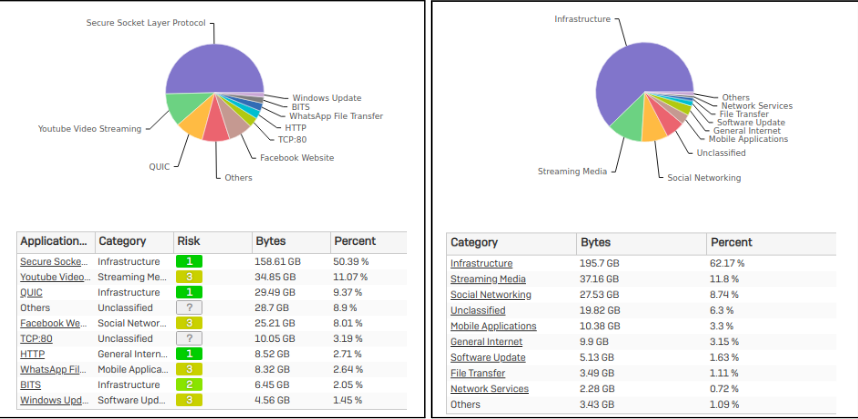 Secure Socket Layer Protocol
Windows Update
BITS
WhatsApp File Transfer
HTTP
TCP:80
Facebook Website
Others
QUIC
Youtube Video Streaming
Application... Category Risk Bytes Percent
Secure Socke... Infrastructure 1 158.61 GB 50.39 %
Youtube Video... Streaming Me... 3 34.85 GB 11.07 %
QUIC Infrastructure 1 29.49 GB 9.37 %
Others Unclassified ? 28.7 GB 8.9 %
Facebook We... Social Networ... 3 25.21 GB 8.01 %
TCP:80 Unclassified ? 10.05 GB 3.19 %
HTTP General Intern... 1 8.52 GB 2.71 %
WhatsApp Fil... Mobile Applica... 3 8.32 GB 2.64 %
BITS Infrastructure 2 6.45 GB 2.05 %
Windows Upd... Software Upd... 3 4.56 GB 1.45 %
Infrastructure
Others
Network Services
File Transfer
Software Update
General Internet
Mobile Applications
Unclassified
Social Networking
Streaming Media
Category Bytes Percent
Infrastructure 195.7 GB 62.17 %
Streaming Media 37.16 GB 11.8 %
Social Networking 27.53 GB 8.74 %
Unclassified 19.82 GB 6.3 %
Mobile Applications 10.38 GB 3.3 %
General Internet 9.9 GB 3.15 %
Software Update 5.13 GB 1.63 %
File Transfer 3.49 GB 1.11 %
Network Services 2.28 GB 0.72 %
Others 3.43 GB 1.09 %